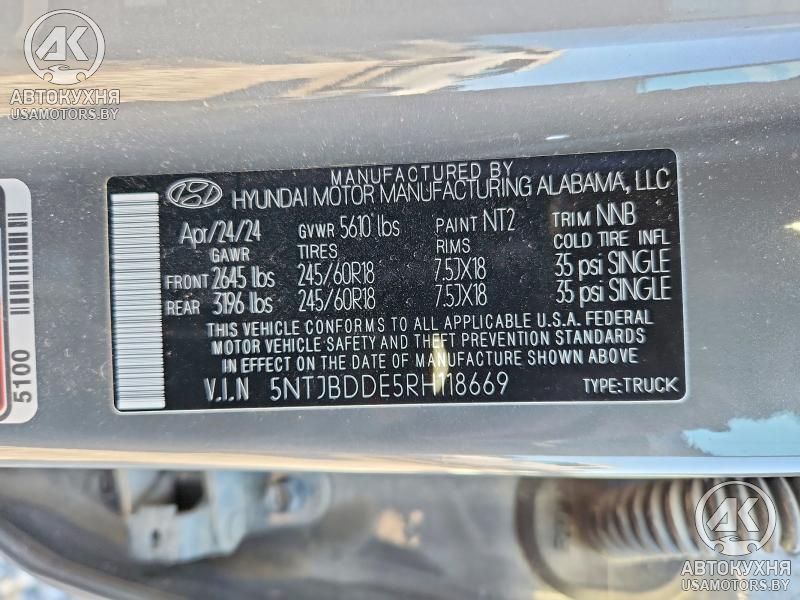 AK
АВТОКУХНЯ
USAMOTORS.BY
MANUFACTURED BY
HYUNDAI MOTOR MANUFACTURING ALABAMA, LLC
Apr/24/24 GVWR 5610 lbs PAINT NT2 TRIM NNB
GAWR TIRES RIMS COLD TIRE INFL
FRONT 2645 lbs 245/60R18 7.5JX18 35 psi SINGLE
REAR 3196 lbs 245/60R18 7.5JX18 35 psi SINGLE
THIS VEHICLE CONFORMS TO ALL APPLICABLE U.S.A. FEDERAL
MOTOR VEHICLE SAFETY AND THEFT PREVENTION STANDARDS
IN EFFECT ON THE DATE OF MANUFACTURE SHOWN ABOVE
V.I.N 5NTJBDDE5RH118669 TYPE:TRUCK
5100
AK
АВТОКУХНЯ
USAMOTORS.BY